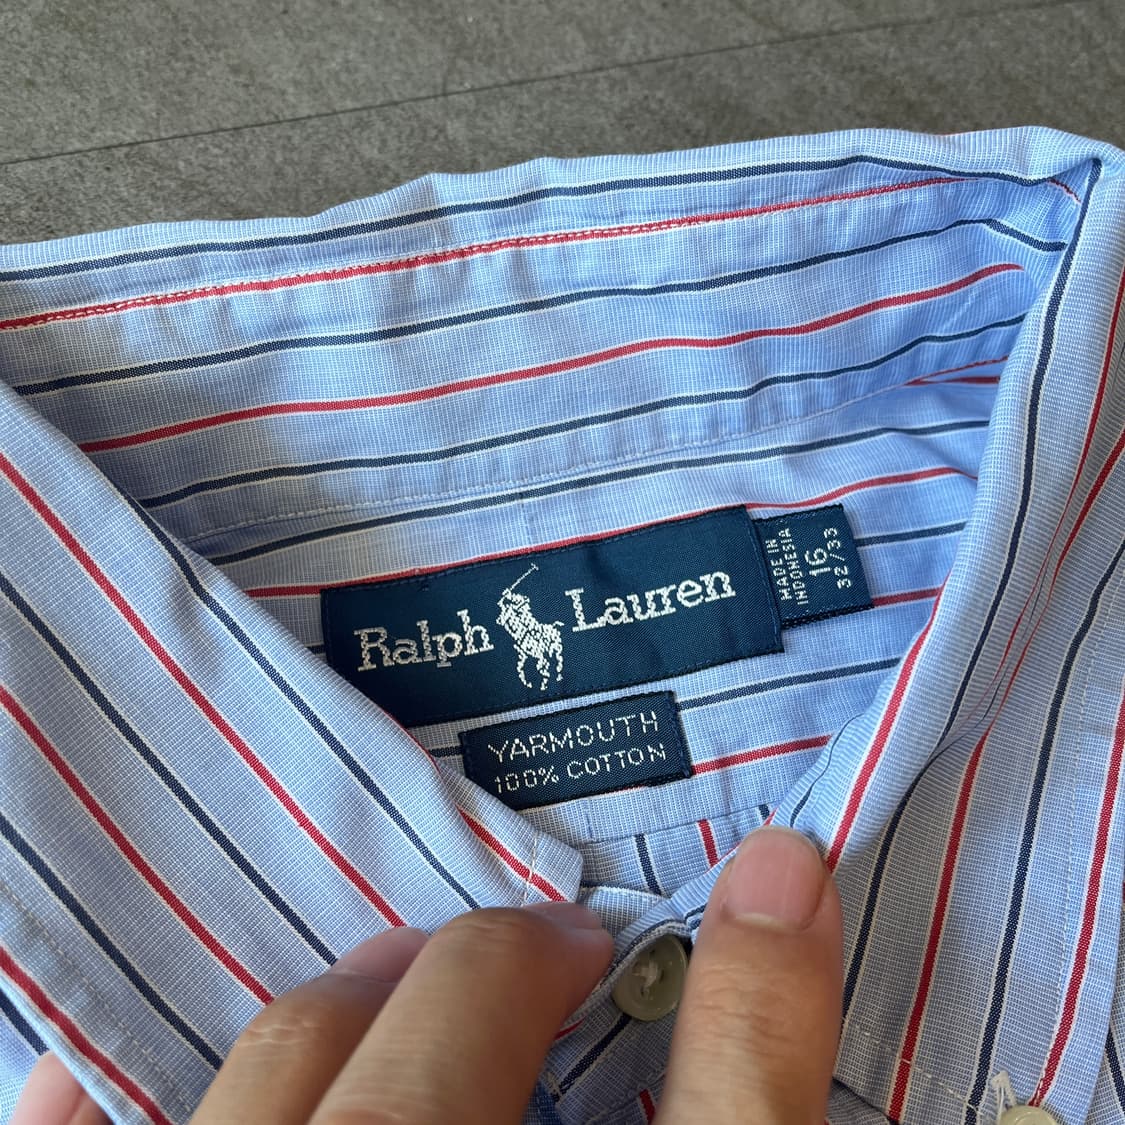 Ralph Lauren
MADE IN
INDONESIA
16
32/33
YARMOUTH
100% COTTON